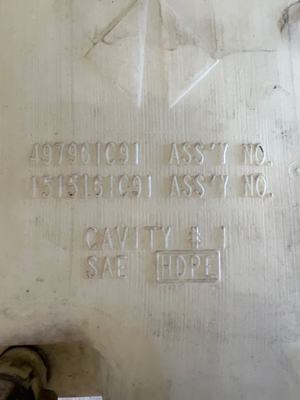 497961C91 ASS'Y NO.
1515161C91 ASS'Y NO.
CAVITY # 1
SAE HDPE